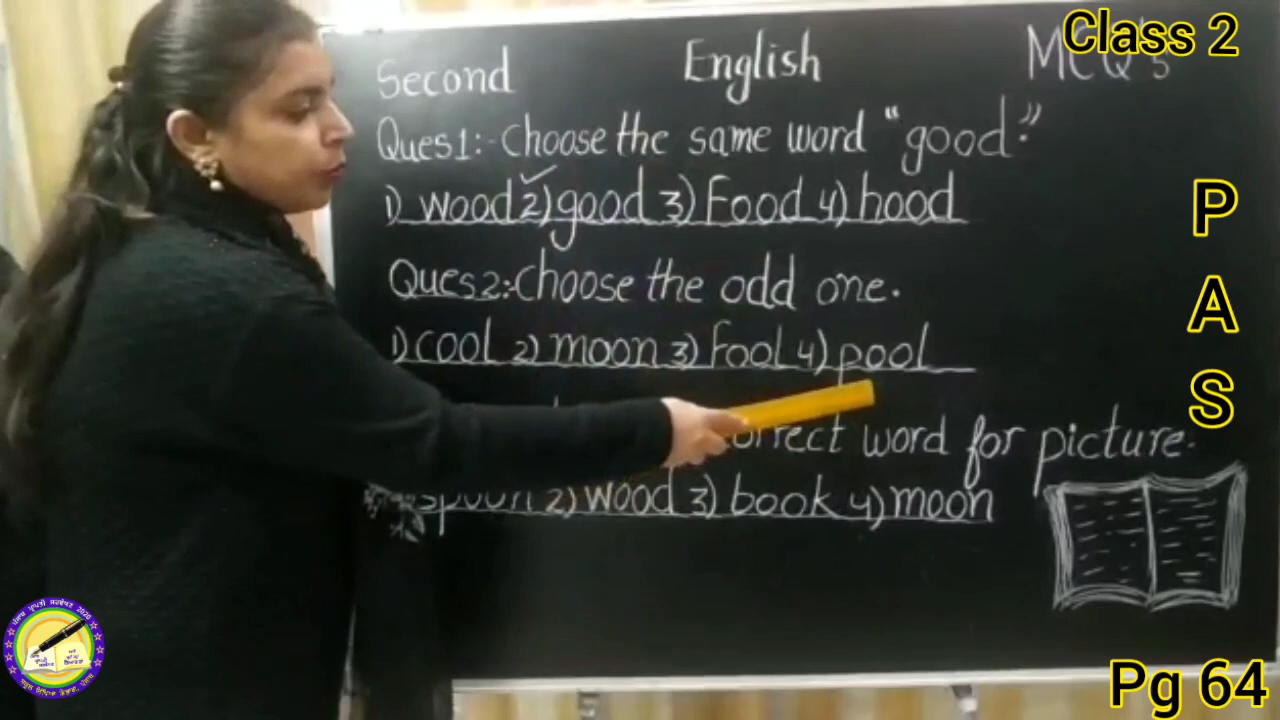 Class 2
Second English MCQ's
Ques1:- Choose the same word "good."
1) wood 2) good 3) Food 4) hood
Ques2:- Choose the odd one.
1) cool 2) moon 3) Fool 4) pool
correct word for picture.
spoon 2) wood 3) book 4) moon
P
A
S
Pg 64